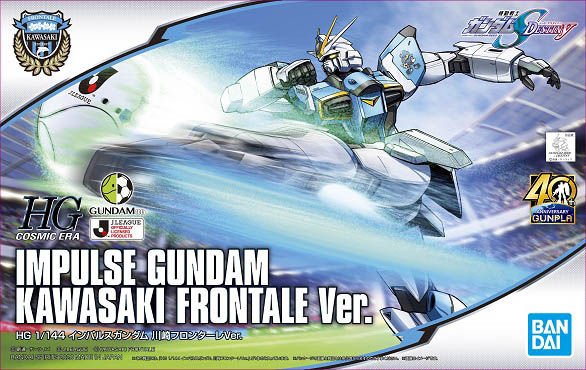 FRONTALE
KAWASAKI
機動戦士
ガンダムSEED DESTINY
J.LEAGUE
HG
COSMIC ERA
GUNDAM
J.LEAGUE
OFFICIALLY
LICENSED
PRODUCTS
40th
ANNIVERSARY
GUNPLA
IMPULSE GUNDAM
KAWASAKI FRONTALE Ver.
HG 1/144 インパルスガンダム 川崎フロンターレVer.
BAN
DAI